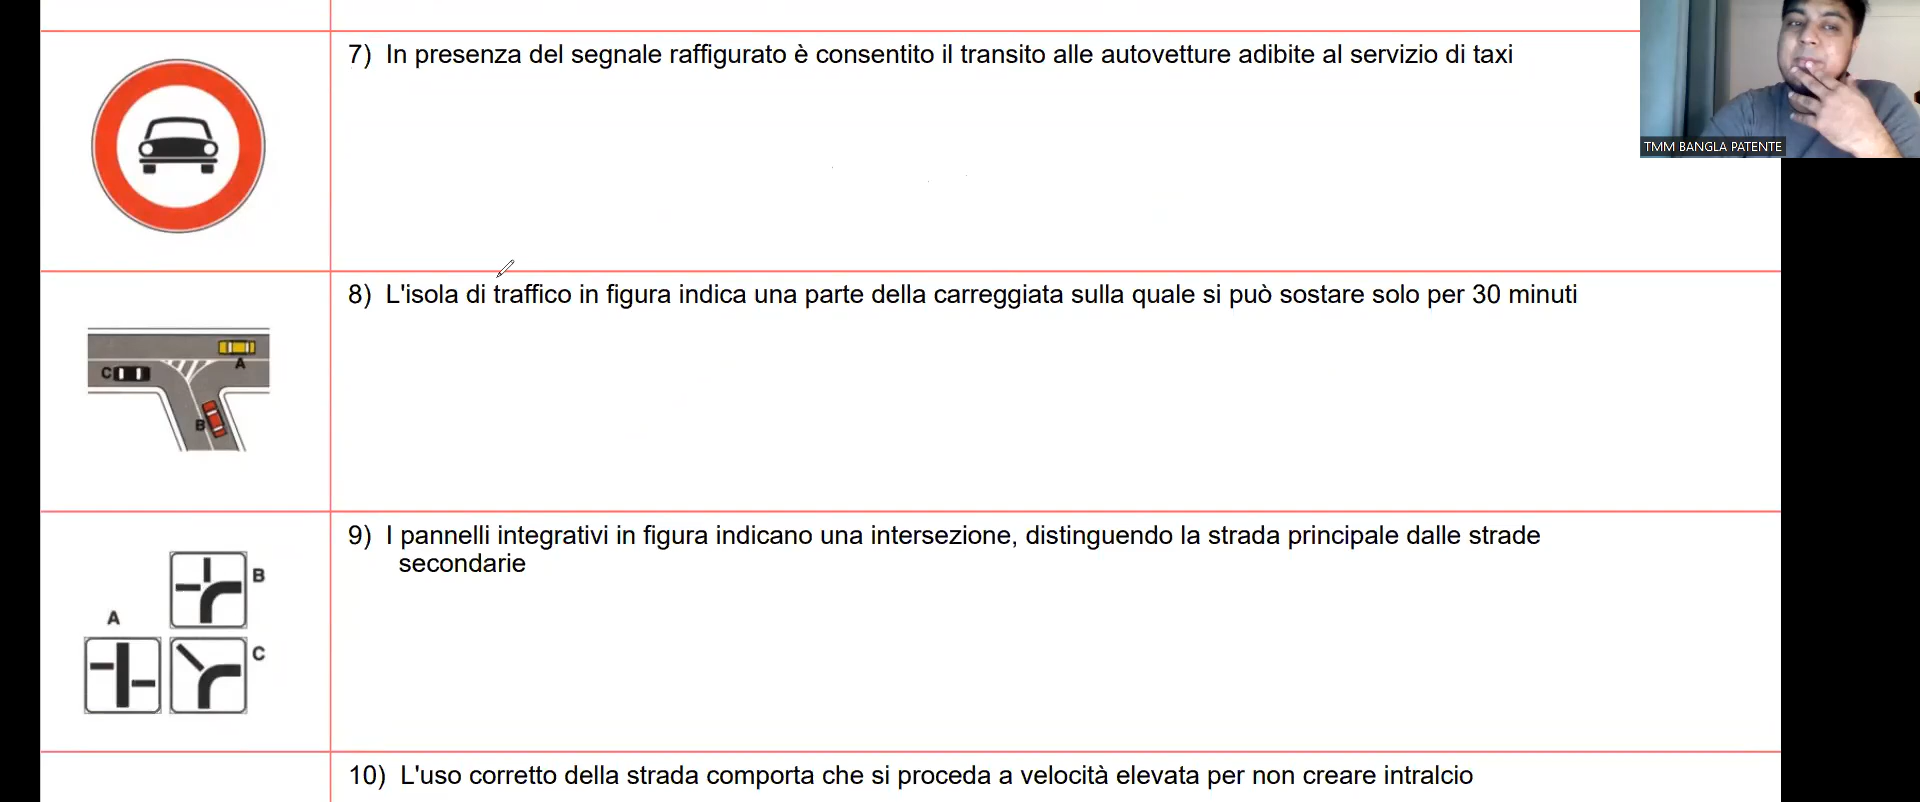 7) In presenza del segnale raffigurato è consentito il transito alle autovetture adibite al servizio di taxi
TMM BANGLA PATENTE
8) L'isola di traffico in figura indica una parte della carreggiata sulla quale si può sostare solo per 30 minuti
A
C
B
9) I pannelli integrativi in figura indicano una intersezione, distinguendo la strada principale dalle strade
secondarie
B
A
C
10) L'uso corretto della strada comporta che si proceda a velocità elevata per non creare intralcio